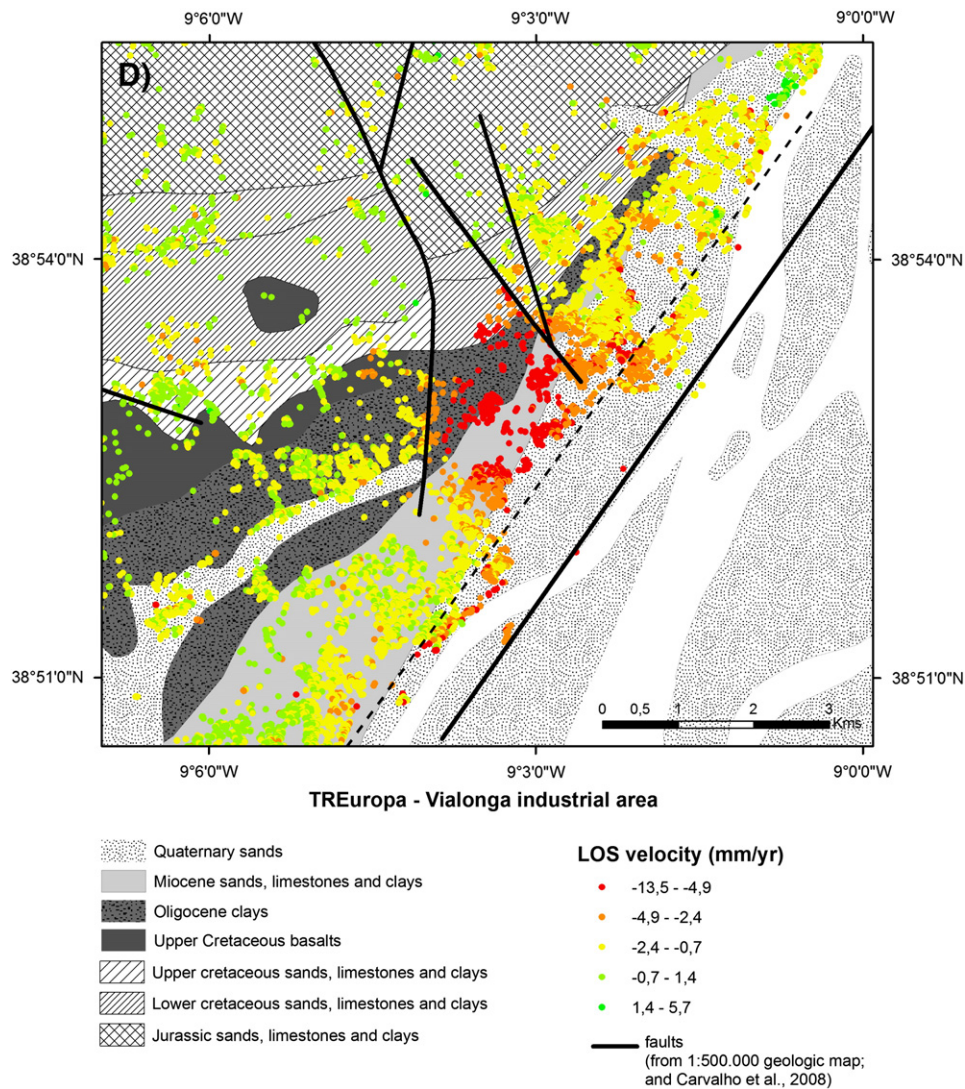 9°6'0"W 9°3'0"W 9°0'0"W
D)
38°54'0"N 38°54'0"N
38°51'0"N 38°51'0"N
0 0,5 1 2 3
Kms
9°6'0"W 9°3'0"W 9°0'0"W
TREuropa - Vialonga industrial area
Quaternary sands
Miocene sands, limestones and clays
Oligocene clays
Upper Cretaceous basalts
Upper cretaceous sands, limestones and clays
Lower cretaceous sands, limestones and clays
Jurassic sands, limestones and clays
LOS velocity (mm/yr)
-13,5 - -4,9
-4,9 - -2,4
-2,4 - -0,7
-0,7 - 1,4
1,4 - 5,7
faults
(from 1:500.000 geologic map;
and Carvalho et al., 2008)